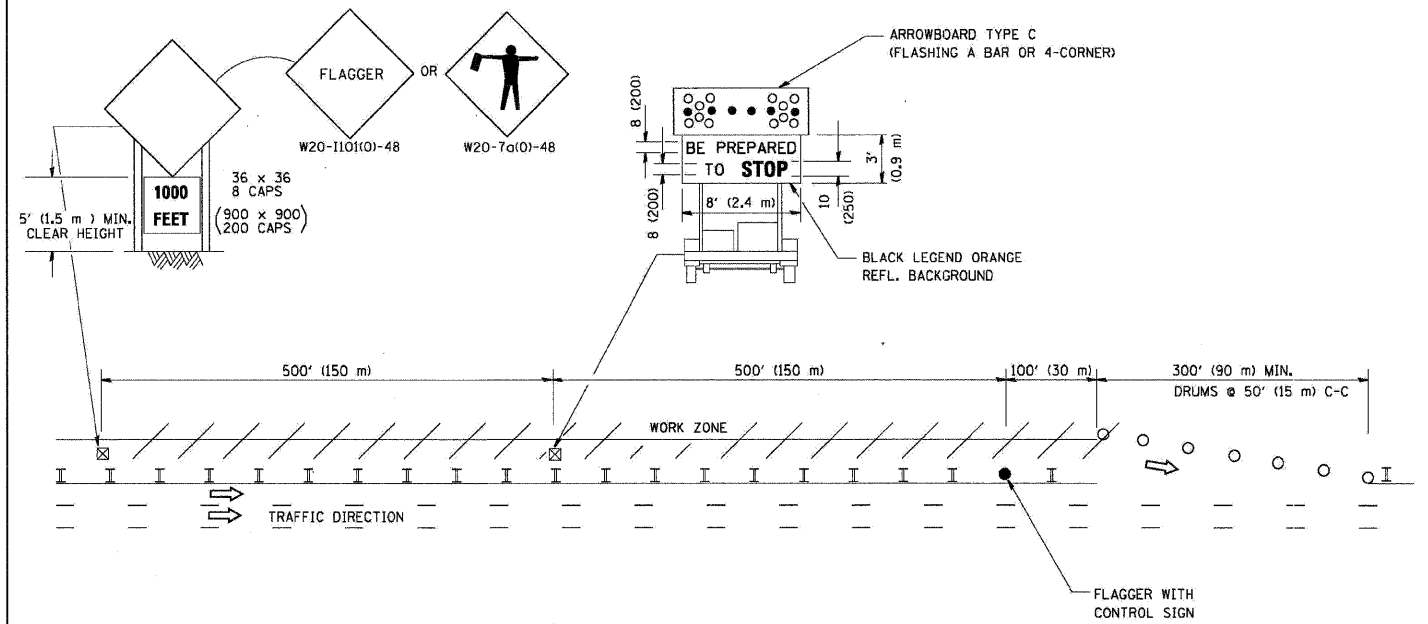 FLAGGER
OR
W20-I101(O)-48
W20-7a(O)-48
1000
FEET
36 x 36
8 CAPS
(900 x 900)
200 CAPS
5' (1.5 m ) MIN.
CLEAR HEIGHT
ARROWBOARD TYPE C
(FLASHING A BAR OR 4-CORNER)
8 (200)
BE PREPARED
TO STOP
3'
(0.9 m)
8 (200)
8' (2.4 m)
10
(250)
BLACK LEGEND ORANGE
REFL. BACKGROUND
500' (150 m)
500' (150 m)
100' (30 m)
300' (90 m) MIN.
DRUMS @ 50' (15 m) C-C
WORK ZONE
TRAFFIC DIRECTION
FLAGGER WITH
CONTROL SIGN